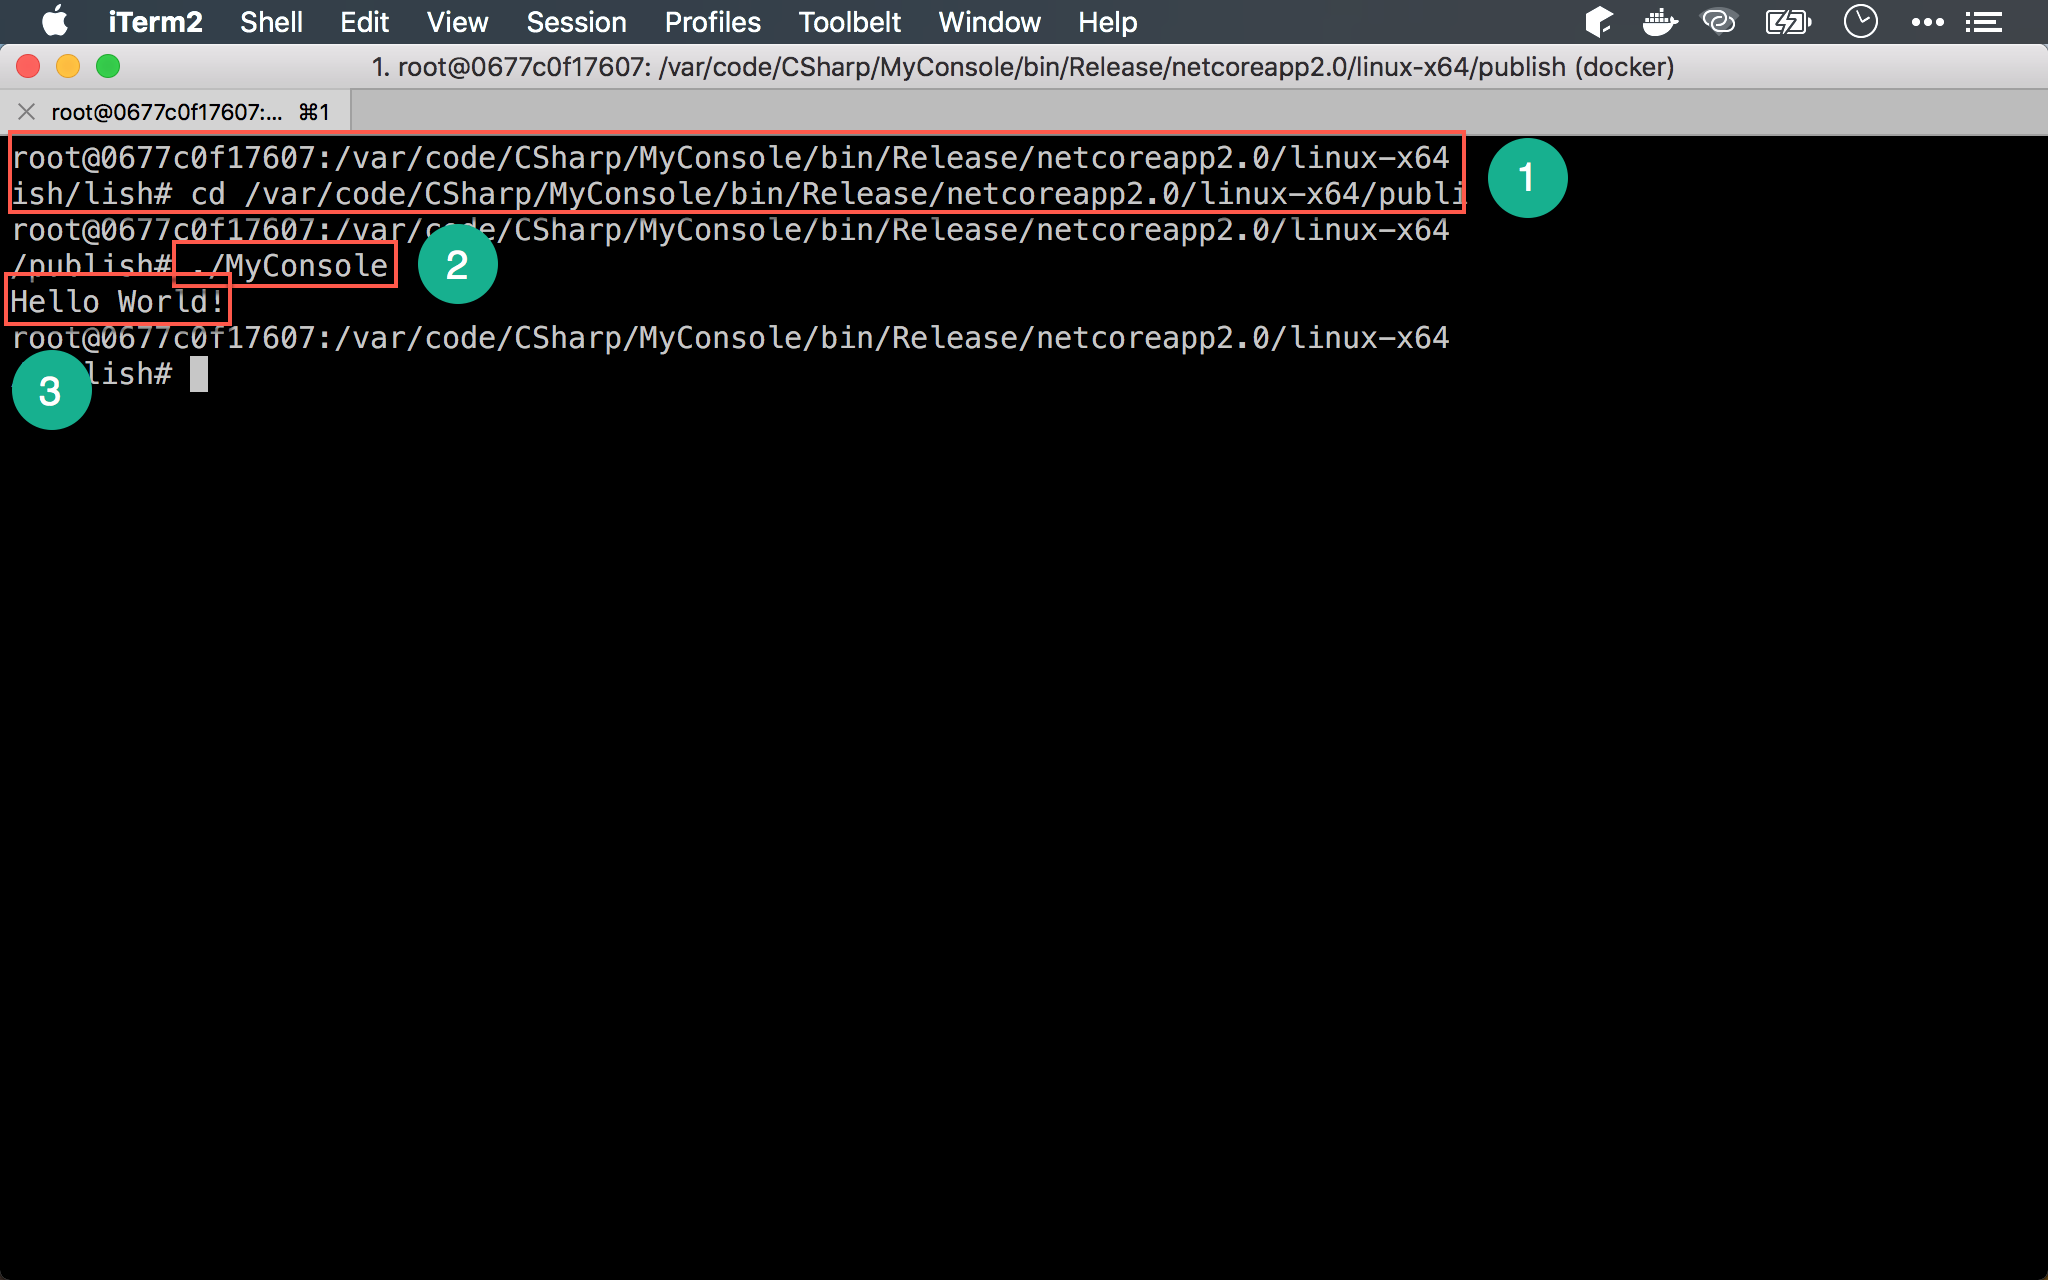 iTerm2 Shell Edit View Session Profiles Toolbelt Window Help
1. root@0677c0f17607: /var/code/CSharp/MyConsole/bin/Release/netcoreapp2.0/linux-x64/publish (docker)
root@0677c0f17607:... ⌘1
root@0677c0f17607:/var/code/CSharp/MyConsole/bin/Release/netcoreapp2.0/linux-x64
ish/lish# cd /var/code/CSharp/MyConsole/bin/Release/netcoreapp2.0/linux-x64/publi
1
root@0677c0f17607:/var/code/CSharp/MyConsole/bin/Release/netcoreapp2.0/linux-x64
/publish# ./MyConsole
2
Hello World!
root@0677c0f17607:/var/code/CSharp/MyConsole/bin/Release/netcoreapp2.0/linux-x64
lish#
3